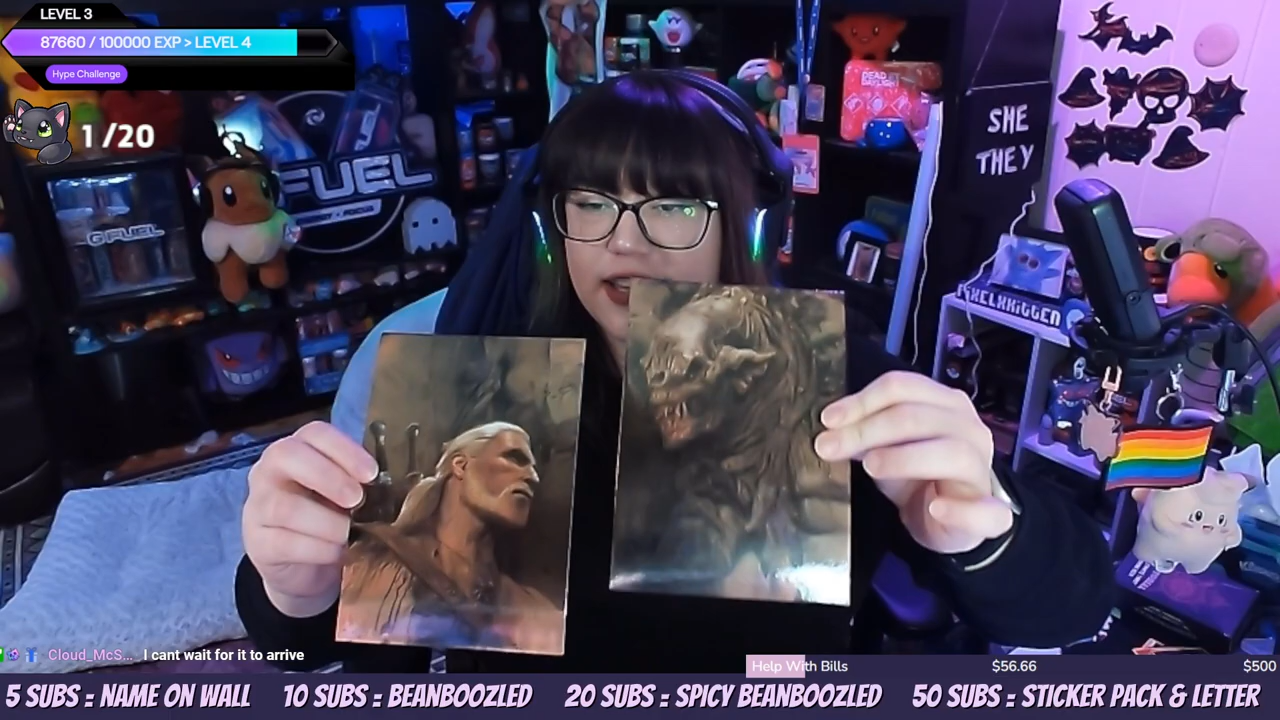 LEVEL 3
87660 / 100000 EXP > LEVEL 4
Hype Challenge
1 /20
G FUEL
FUEL
DEAD
DAYLIGHT
SHE
THEY
Cloud_McS... I cant wait for it to arrive
Help With Bills $56.66 $500
5 SUBS = NAME ON WALL 10 SUBS = BEANBOOZLED 20 SUBS = SPICY BEANBOOZLED 50 SUBS = STICKER PACK & LETTER